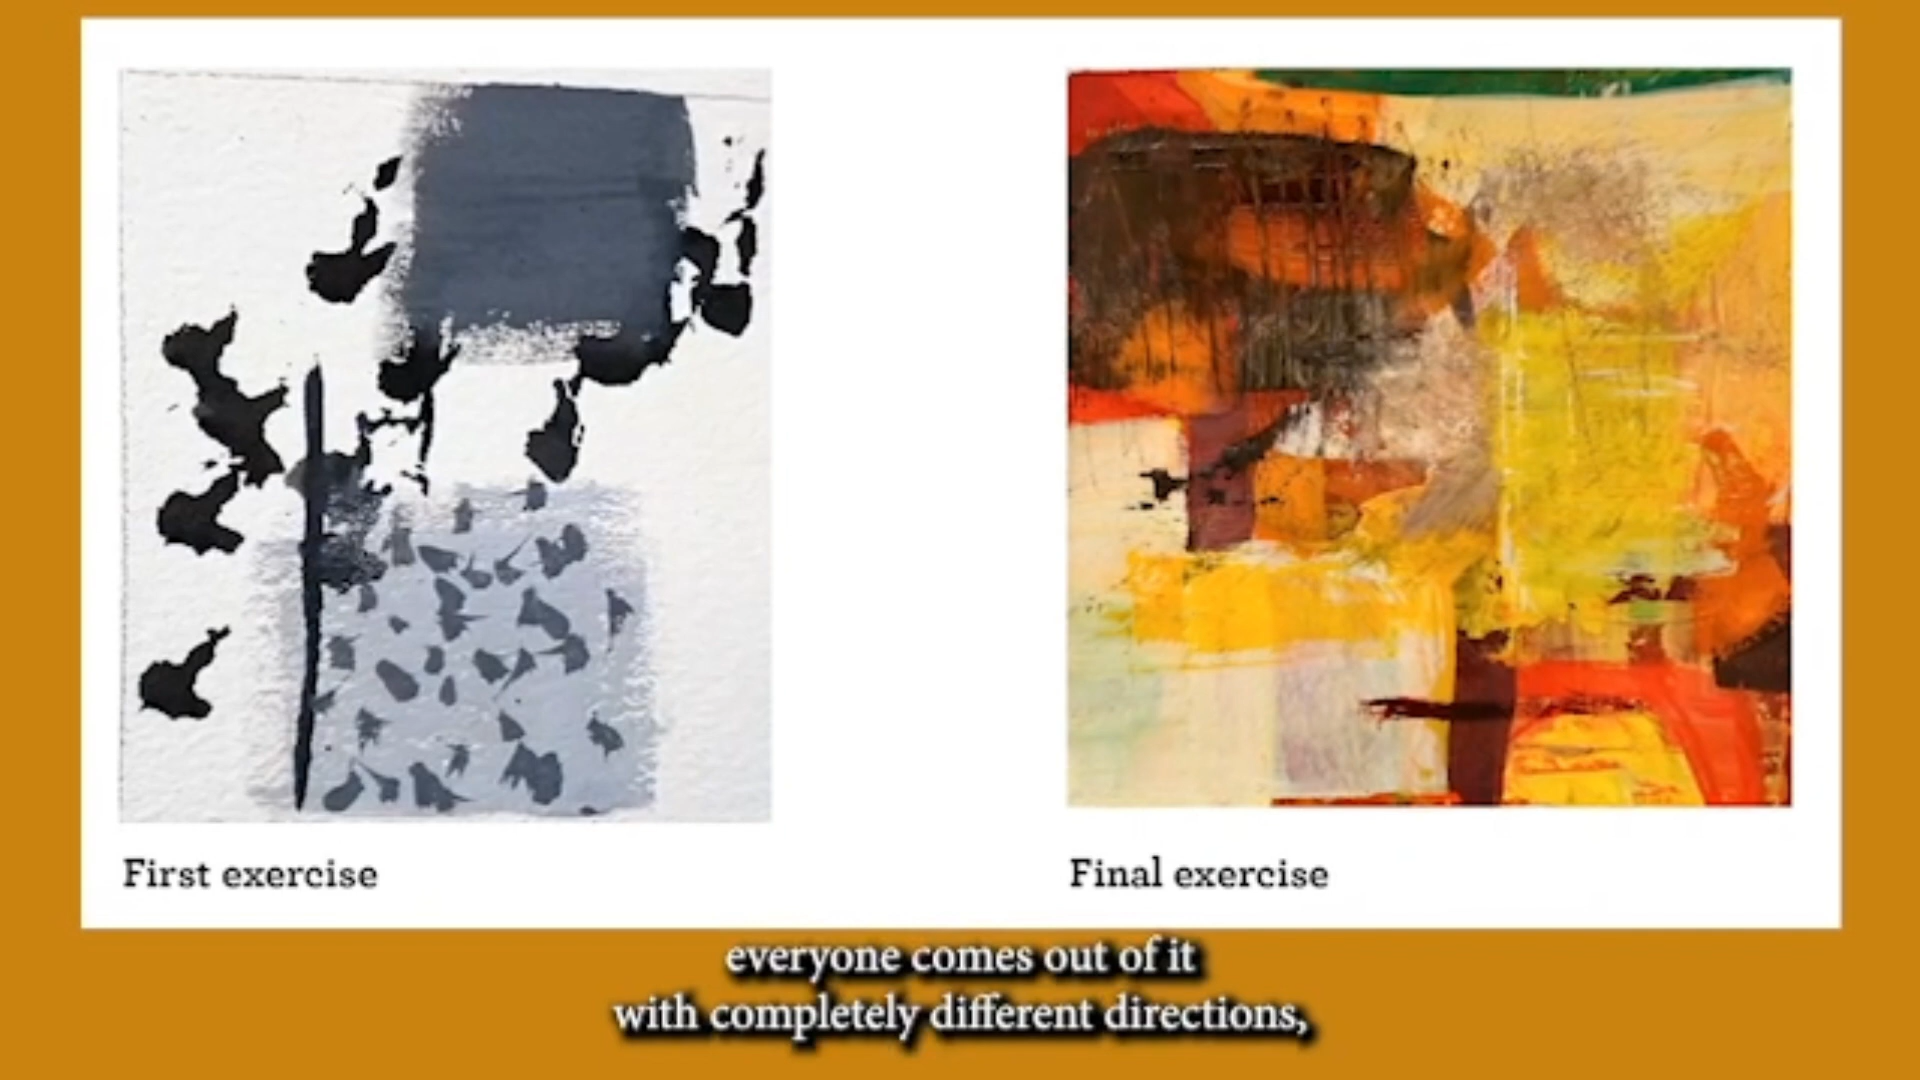 First exercise
Final exercise
everyone comes out of it
with completely different directions,